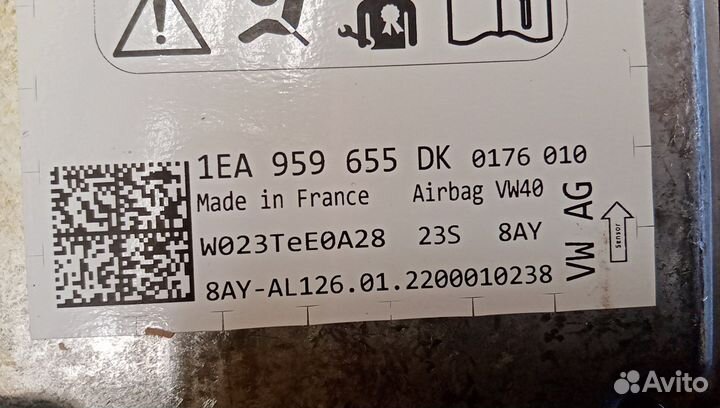 1EA 959 655 DK 0176 010
Made in France Airbag VW40
W023TeE0A28 23S 8AY
8AY-AL126.01.2200010238
VW AG
Sensor
Avito